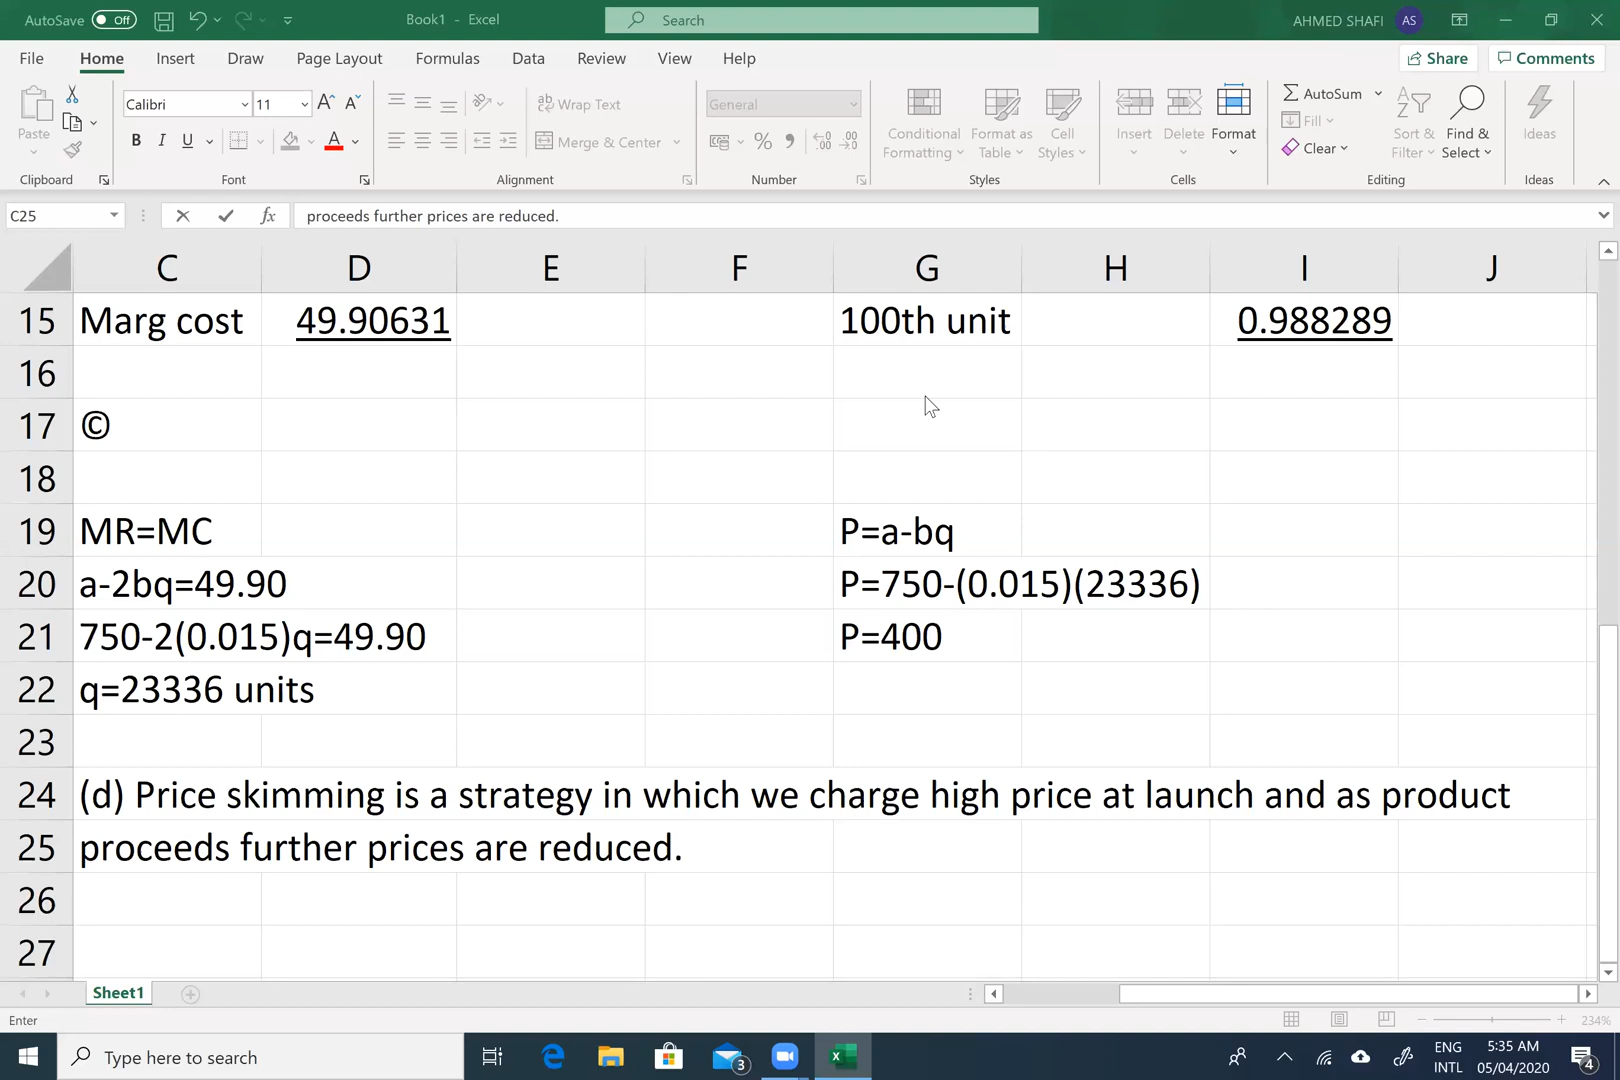 AutoSave Off Book1 - Excel Search AHMED SHAFI AS
File Home Insert Draw Page Layout Formulas Data Review View Help Share Comments
Paste Calibri 11 A A Wrap Text General Conditional Formatting Format as Table Cell Styles Insert Delete Format AutoSum Fill Clear Sort & Filter Find & Select Ideas
B I U A Merge & Center % ,
Clipboard Font Alignment Number Styles Cells Editing Ideas
C25 fx proceeds further prices are reduced.
C D E F G H I J
15 Marg cost 49.90631 100th unit 0.988289
16
17 ©
18
19 MR=MC P=a-bq
20 a-2bq=49.90 P=750-(0.015)(23336)
21 750-2(0.015)q=49.90 P=400
22 q=23336 units
23
24 (d) Price skimming is a strategy in which we charge high price at launch and as product
25 proceeds further prices are reduced.
26
27
Sheet1
Enter 234%
Type here to search 3 ENG INTL 5:35 AM 05/04/2020 4